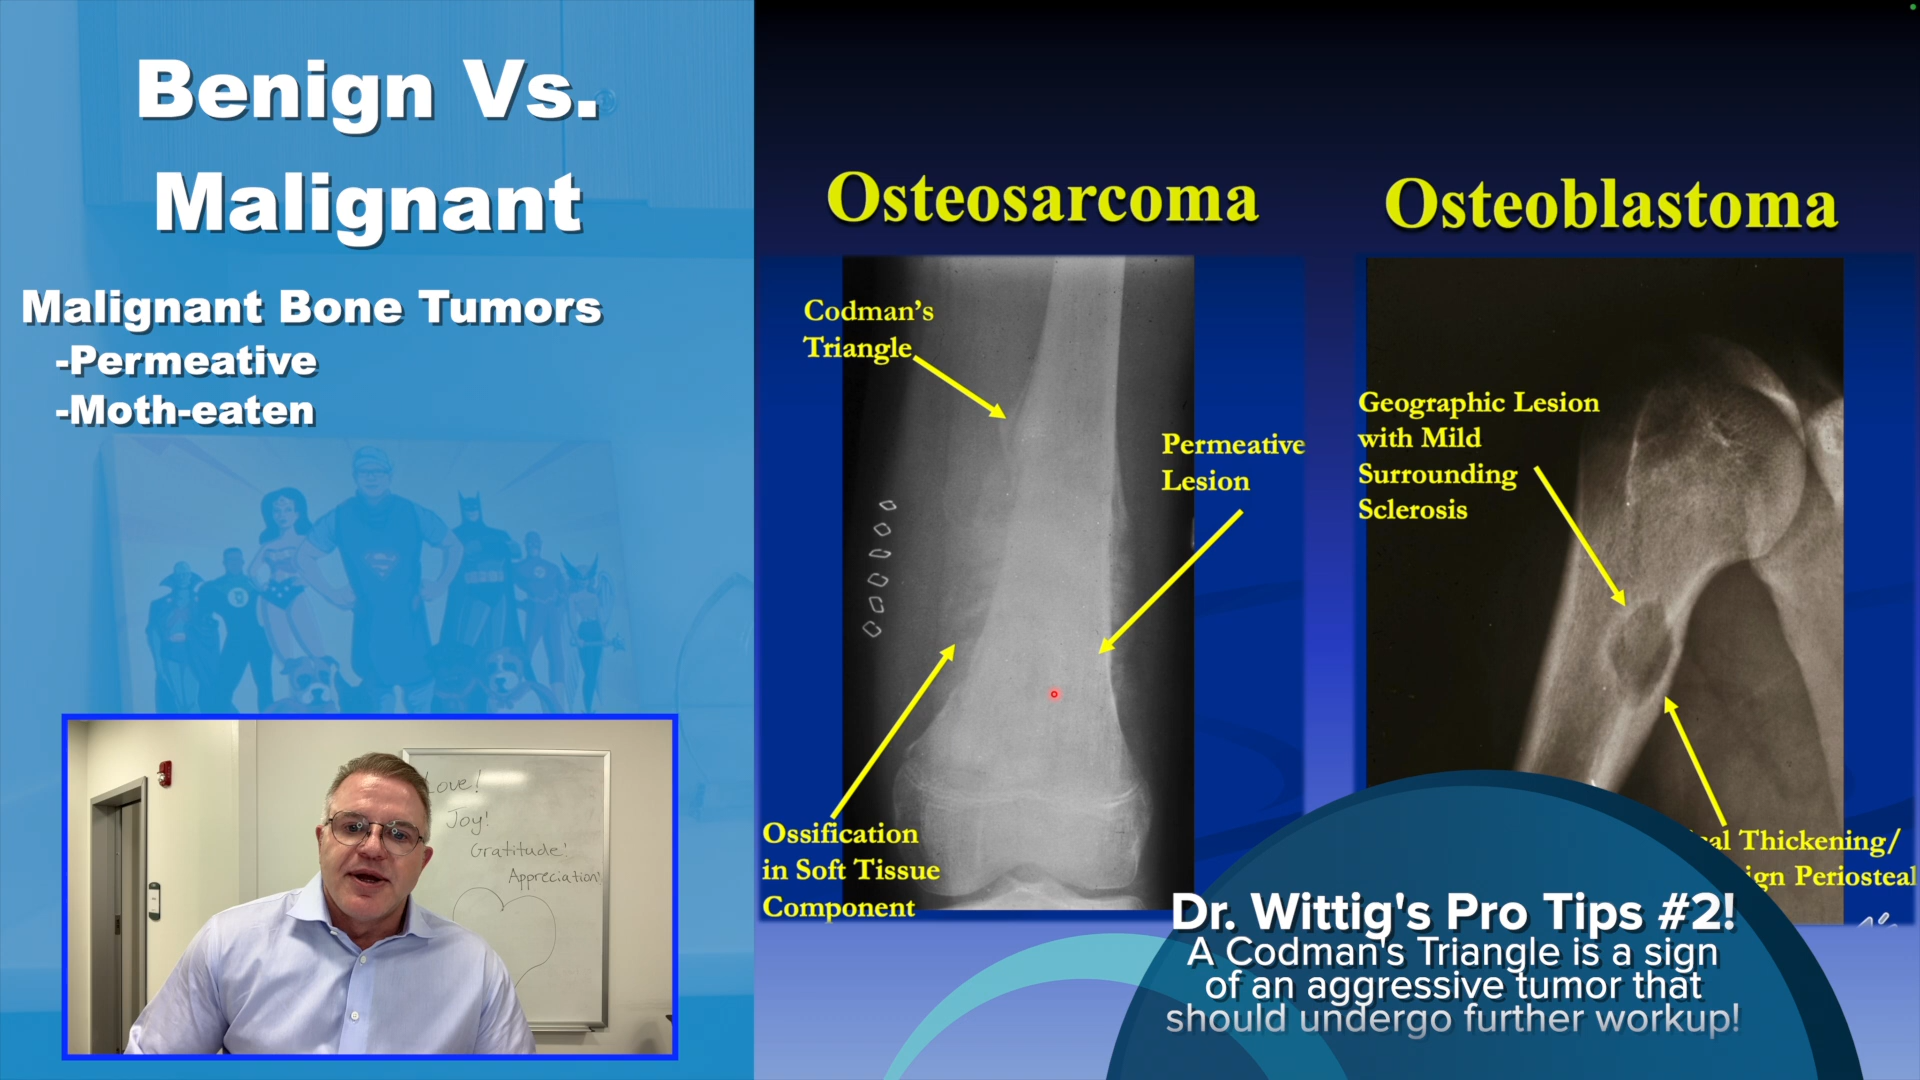 Benign Vs.
Malignant
Malignant Bone Tumors
-Permeative
-Moth-eaten
Love!
Joy!
Gratitude!
Appreciation!
Osteosarcoma
Codman's
Triangle
Permeative
Lesion
Ossification
in Soft Tissue
Component
Osteoblastoma
Geographic Lesion
with Mild
Surrounding
Sclerosis
Thickening/
Periosteal
Dr. Wittig's Pro Tips #2!
A Codman's Triangle is a sign
of an aggressive tumor that
should undergo further workup!